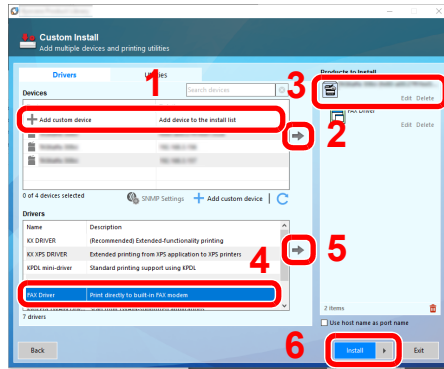 Custom Install
Add multiple devices and printing utilities
Drivers
1
Products to Install
Devices
Search devices
3
Edit Delete
Add custom device
Add device to the install list
FAX Driver
2
Edit Delete
0 of 4 devices selected
SNMP Settings
Add custom device
Drivers
Name
Description
KX DRIVER
(Recommended) Extended-functionality printing
KX XPS DRIVER
Extended printing from XPS application to XPS printers
5
KPDL mini-driver
Standard printing support using KPDL
4
FAX Driver
Print directly to built-in FAX modem
7 drivers
2 items
Use host name as port name
6
Back
Install
Exit